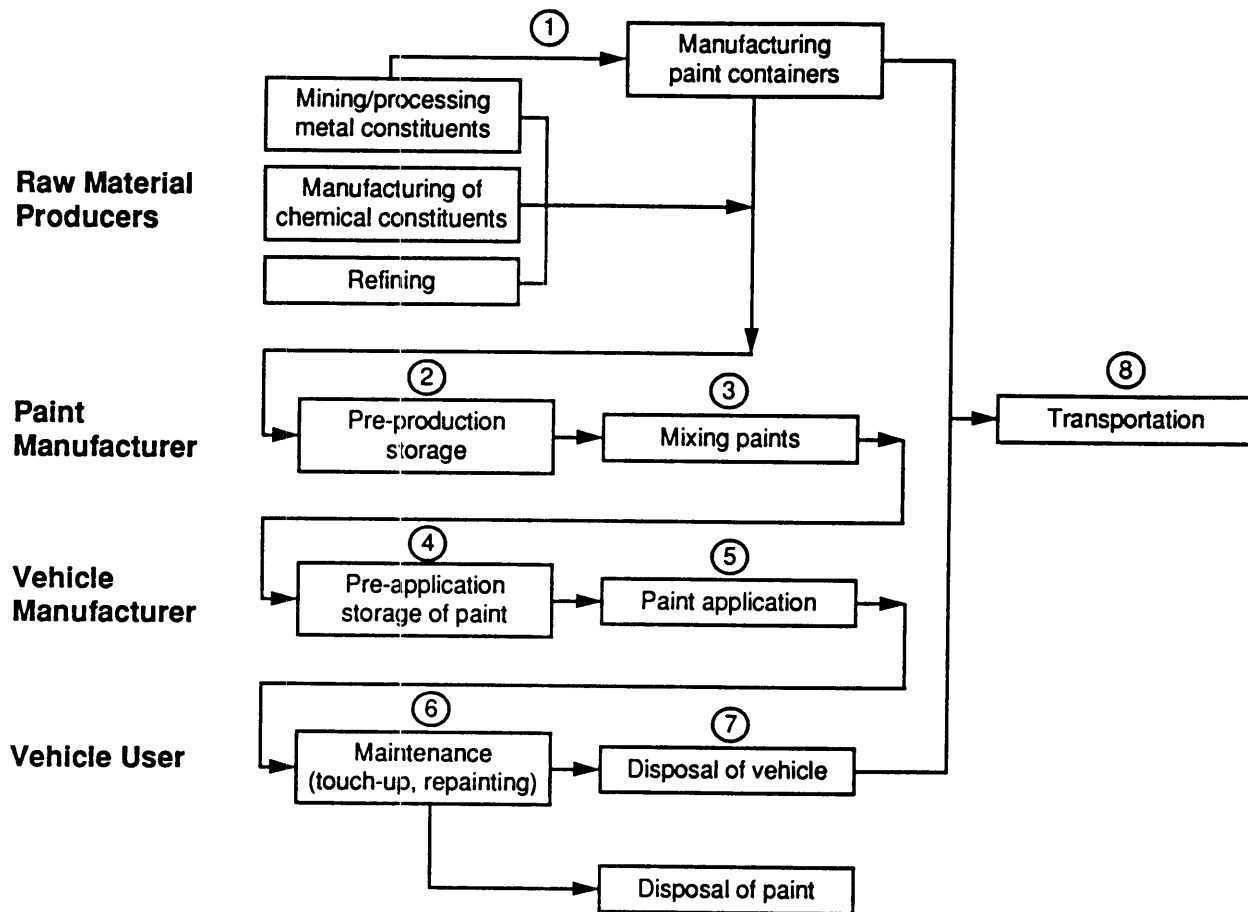 1
Manufacturing
paint containers
Mining/processing
metal constituents
Raw Material
Producers
Manufacturing of
chemical constituents
Refining
2
3
8
Paint
Manufacturer
Pre-production
storage
Mixing paints
Transportation
4
5
Vehicle
Manufacturer
Pre-application
storage of paint
Paint application
6
7
Vehicle User
Maintenance
(touch-up, repainting)
Disposal of vehicle
Disposal of paint